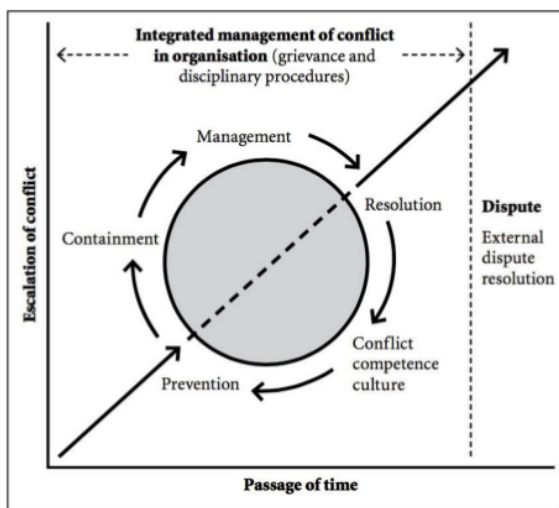 Integrated management of conflict
in organisation (grievance and
disciplinary procedures)
Management
Resolution
Containment
Dispute
External
dispute
resolution
Conflict
competence
culture
Prevention
Escalation of conflict
Passage of time